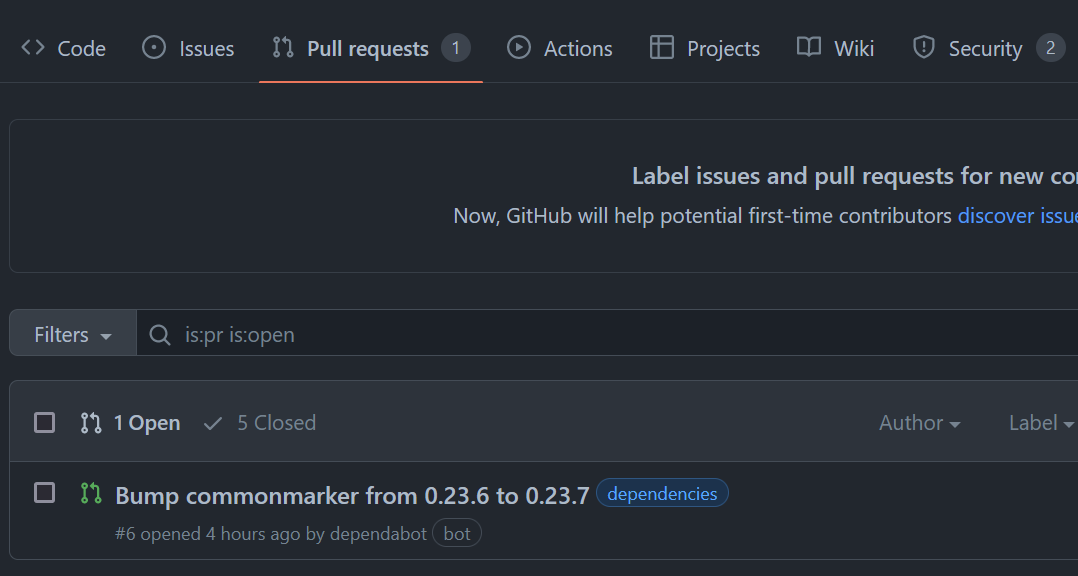 Code Issues Pull requests 1 Actions Projects Wiki Security 2
Label issues and pull requests for new co
Now, GitHub will help potential first-time contributors discover issue
Filters is:pr is:open
1 Open 5 Closed Author Label
Bump commonmarker from 0.23.6 to 0.23.7 dependencies
#6 opened 4 hours ago by dependabot bot